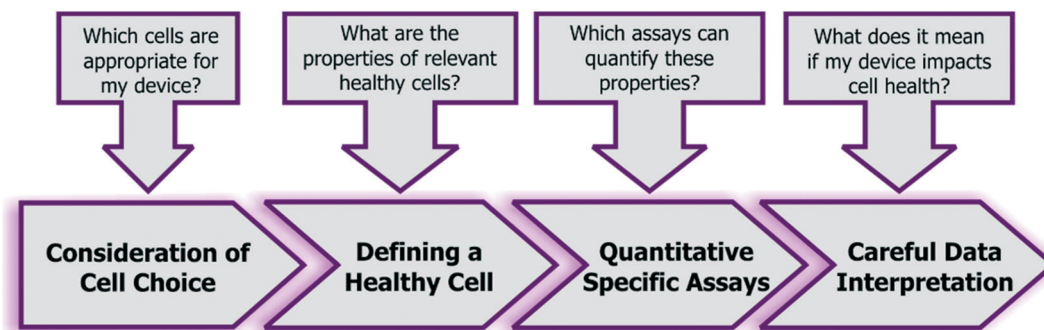 Which cells are
appropriate for
my device?
What are the
properties of relevant
healthy cells?
Which assays can
quantify these
properties?
What does it mean
if my device impacts
cell health?
Consideration of
Cell Choice
Defining a
Healthy Cell
Quantitative
Specific Assays
Careful Data
Interpretation